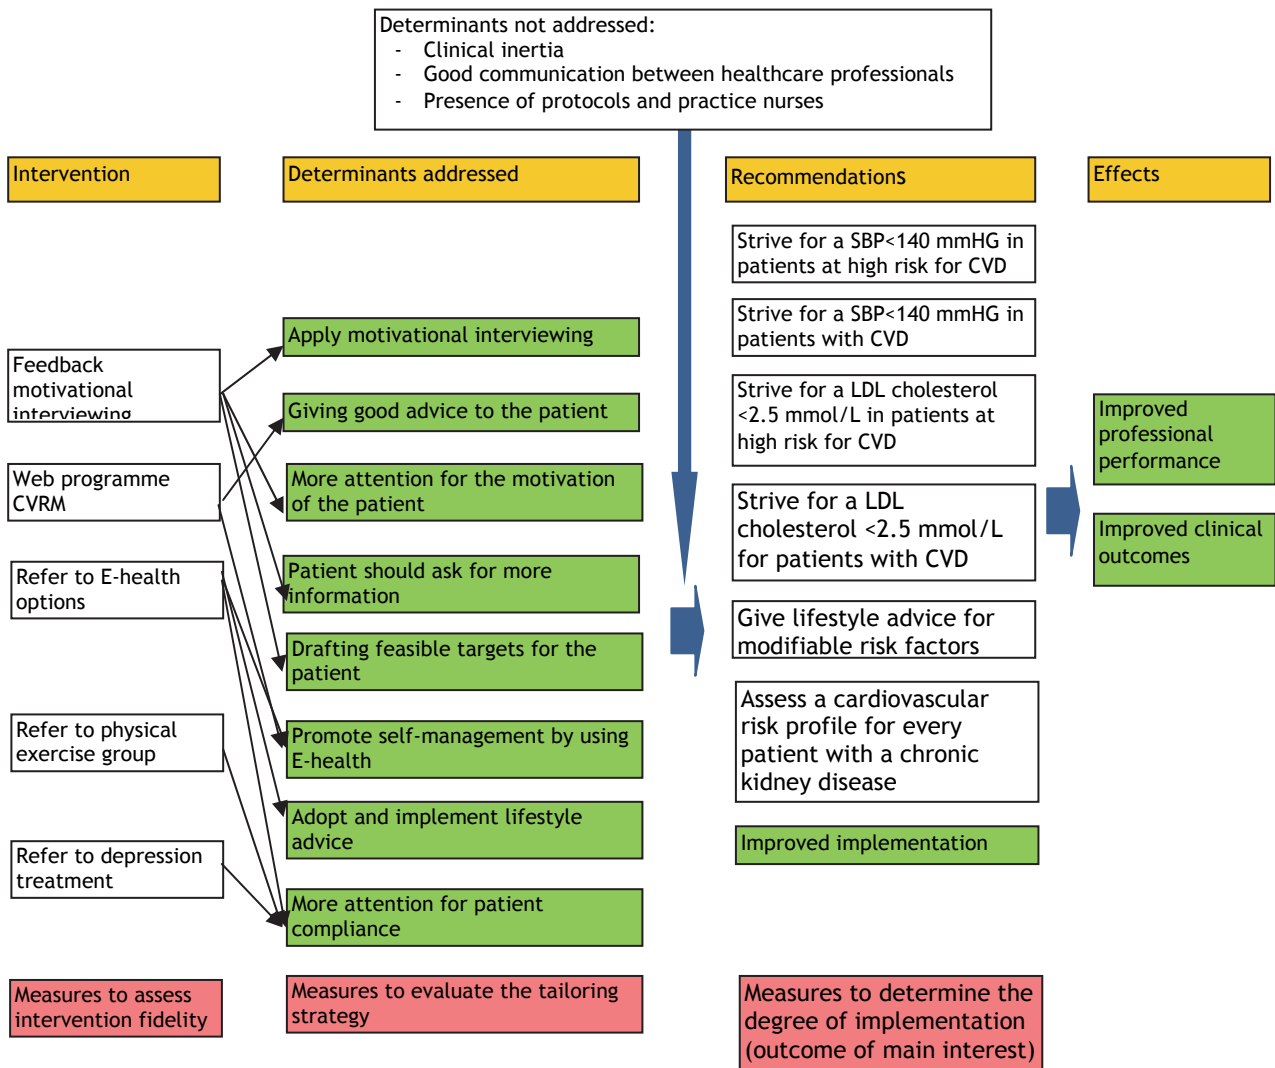 Determinants not addressed:
- Clinical inertia
- Good communication between healthcare professionals
- Presence of protocols and practice nurses
Intervention
Determinants addressed
Recommendations
Effects
Feedback
motivational
interviewing
Web programme
CVRM
Refer to E-health
options
Refer to physical
exercise group
Refer to depression
treatment
Measures to assess
intervention fidelity
Apply motivational interviewing
Giving good advice to the patient
More attention for the motivation
of the patient
Patient should ask for more
information
Drafting feasible targets for the
patient
Promote self-management by using
E-health
Adopt and implement lifestyle
advice
More attention for patient
compliance
Measures to evaluate the tailoring
strategy
Strive for a SBP<140 mmHG in
patients at high risk for CVD
Strive for a SBP<140 mmHG in
patients with CVD
Strive for a LDL cholesterol
<2.5 mmol/L in patients at
high risk for CVD
Strive for a LDL
cholesterol <2.5 mmol/L
for patients with CVD
Give lifestyle advice for
modifiable risk factors
Assess a cardiovascular
risk profile for every
patient with a chronic
kidney disease
Improved implementation
Measures to determine the
degree of implementation
(outcome of main interest)
Improved
professional
performance
Improved clinical
outcomes